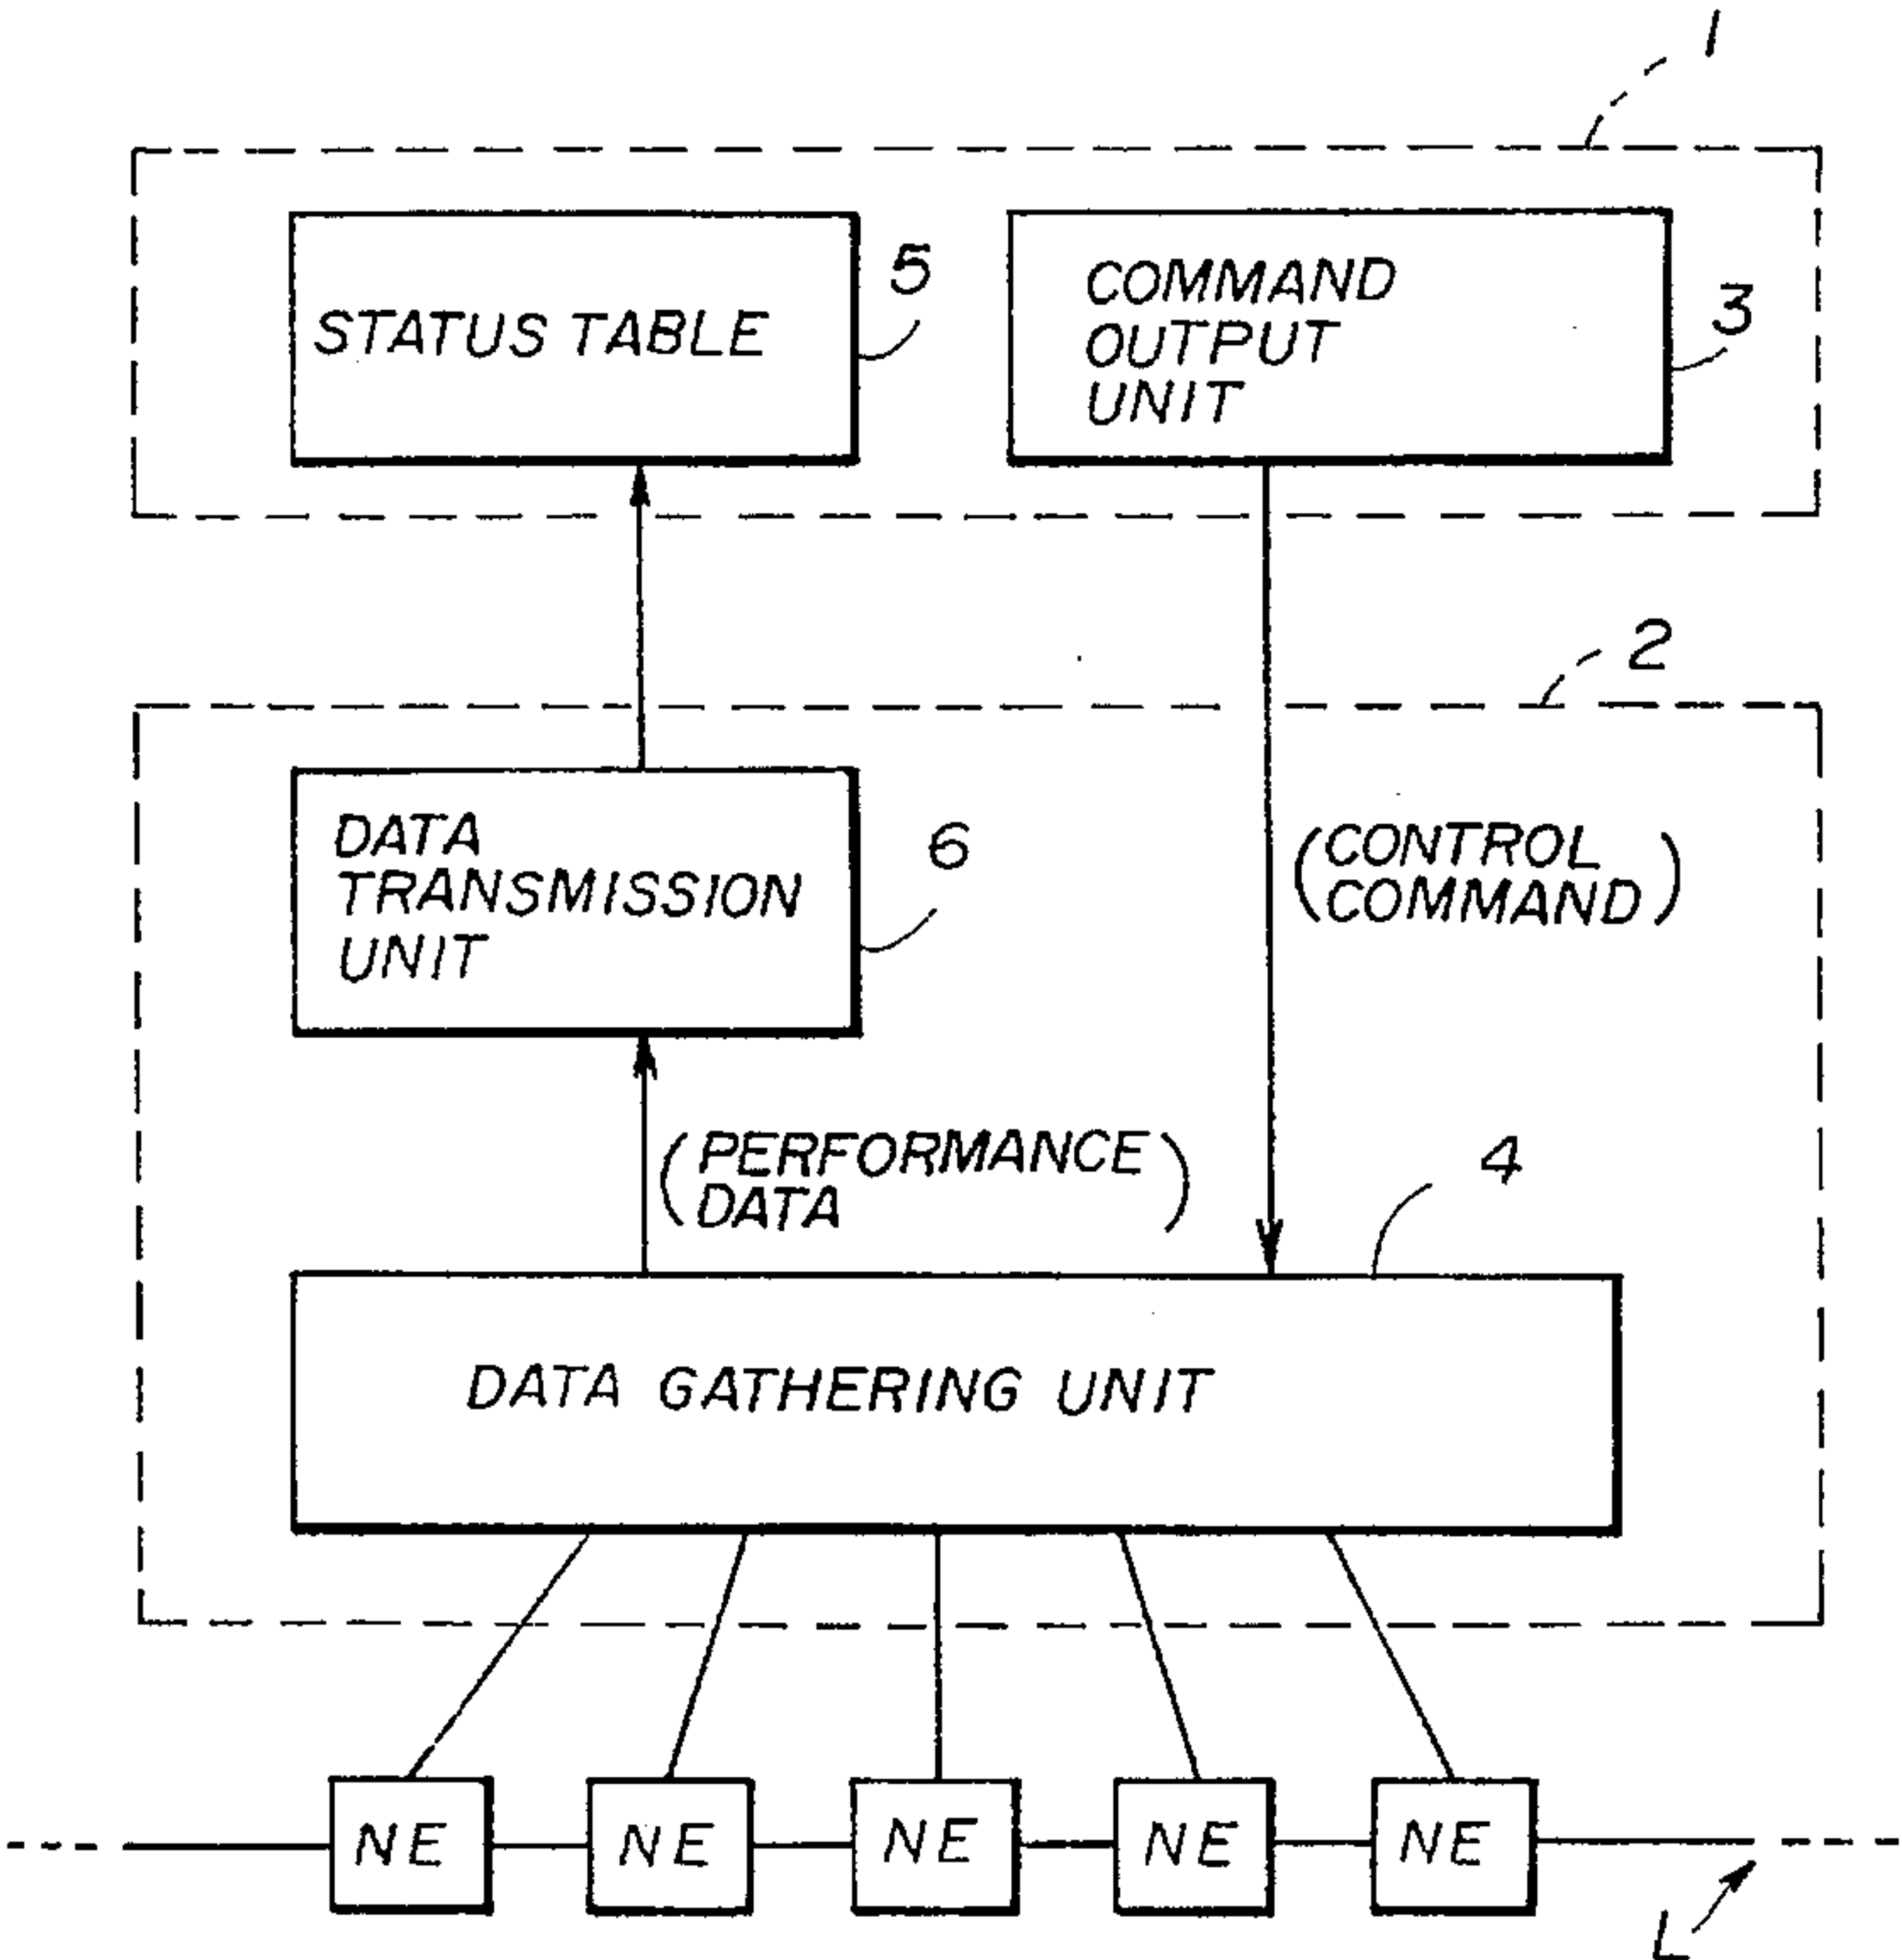 1
STATUS TABLE
5
COMMAND
OUTPUT
UNIT
3
2
DATA
TRANSMISSION
UNIT
6
(CONTROL
COMMAND)
(PERFORMANCE
DATA)
4
DATA GATHERING UNIT
NE NE NE NE NE
L